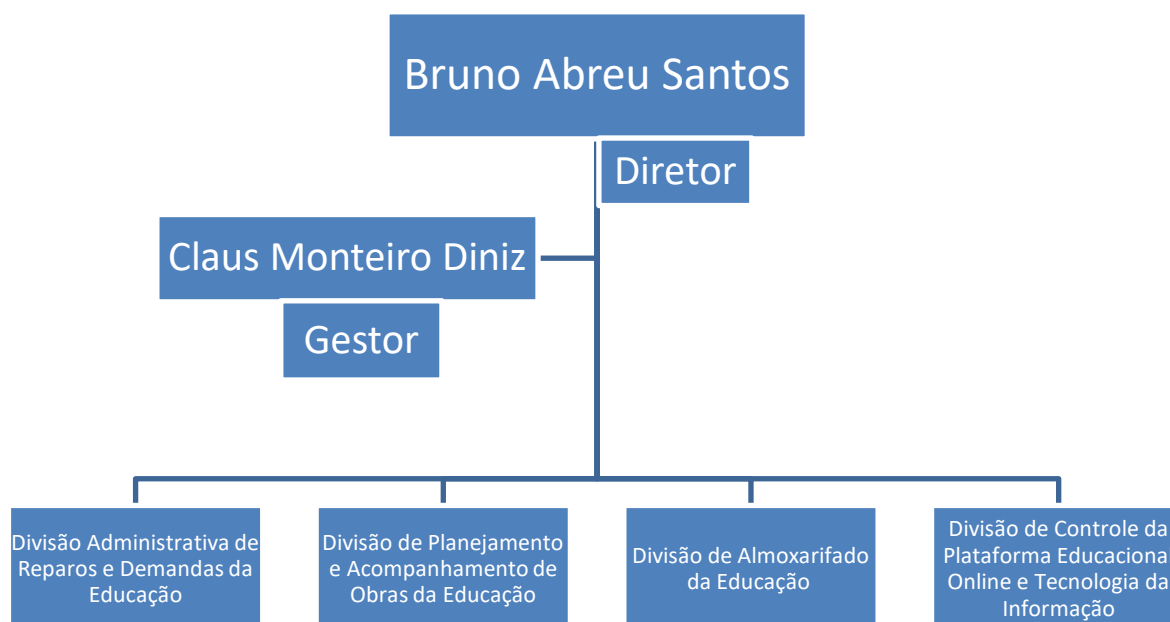 Bruno Abreu Santos
Diretor
Claus Monteiro Diniz
Gestor
Divisão Administrativa de
Reparos e Demandas da
Educação
Divisão de Planejamento
e Acompanhamento de
Obras da Educação
Divisão de Almoxarifado
da Educação
Divisão de Controle da
Plataforma Educacional
Online e Tecnologia da
Informação